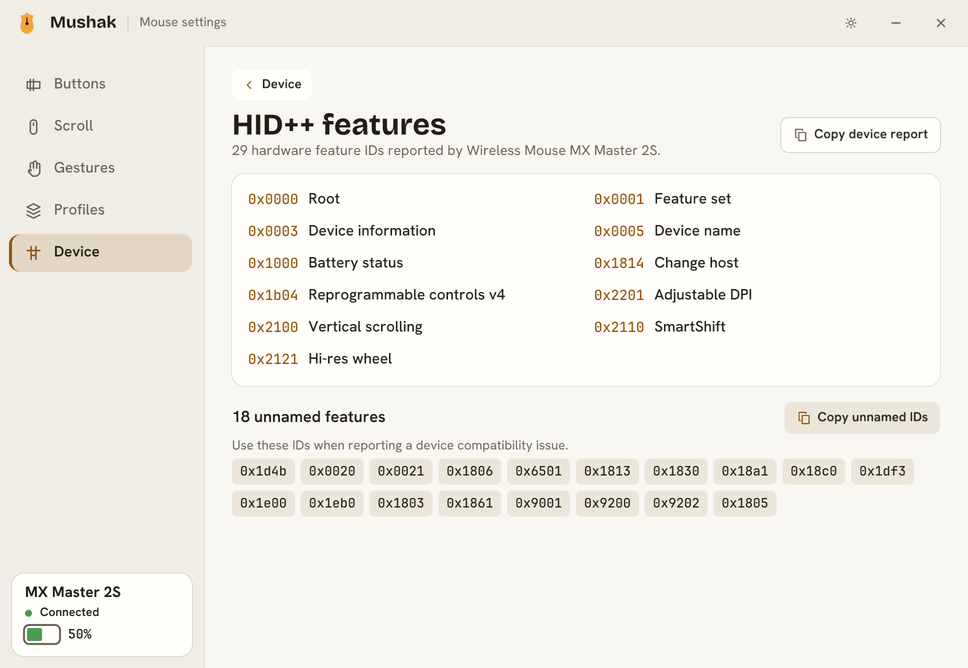 Mushak | Mouse settings
Buttons
Scroll
Gestures
Profiles
Device
Device
HID++ features
29 hardware feature IDs reported by Wireless Mouse MX Master 2S.
Copy device report
0x0000 Root
0x0001 Feature set
0x0003 Device information
0x0005 Device name
0x1000 Battery status
0x1814 Change host
0x1b04 Reprogrammable controls v4
0x2201 Adjustable DPI
0x2100 Vertical scrolling
0x2110 SmartShift
0x2121 Hi-res wheel
18 unnamed features
Copy unnamed IDs
Use these IDs when reporting a device compatibility issue.
0x1d4b 0x0020 0x0021 0x1806 0x6501 0x1813 0x1830 0x18a1 0x18c0 0x1df3
0x1e00 0x1eb0 0x1803 0x1861 0x9001 0x9200 0x9202 0x1805
MX Master 2S
Connected
50%